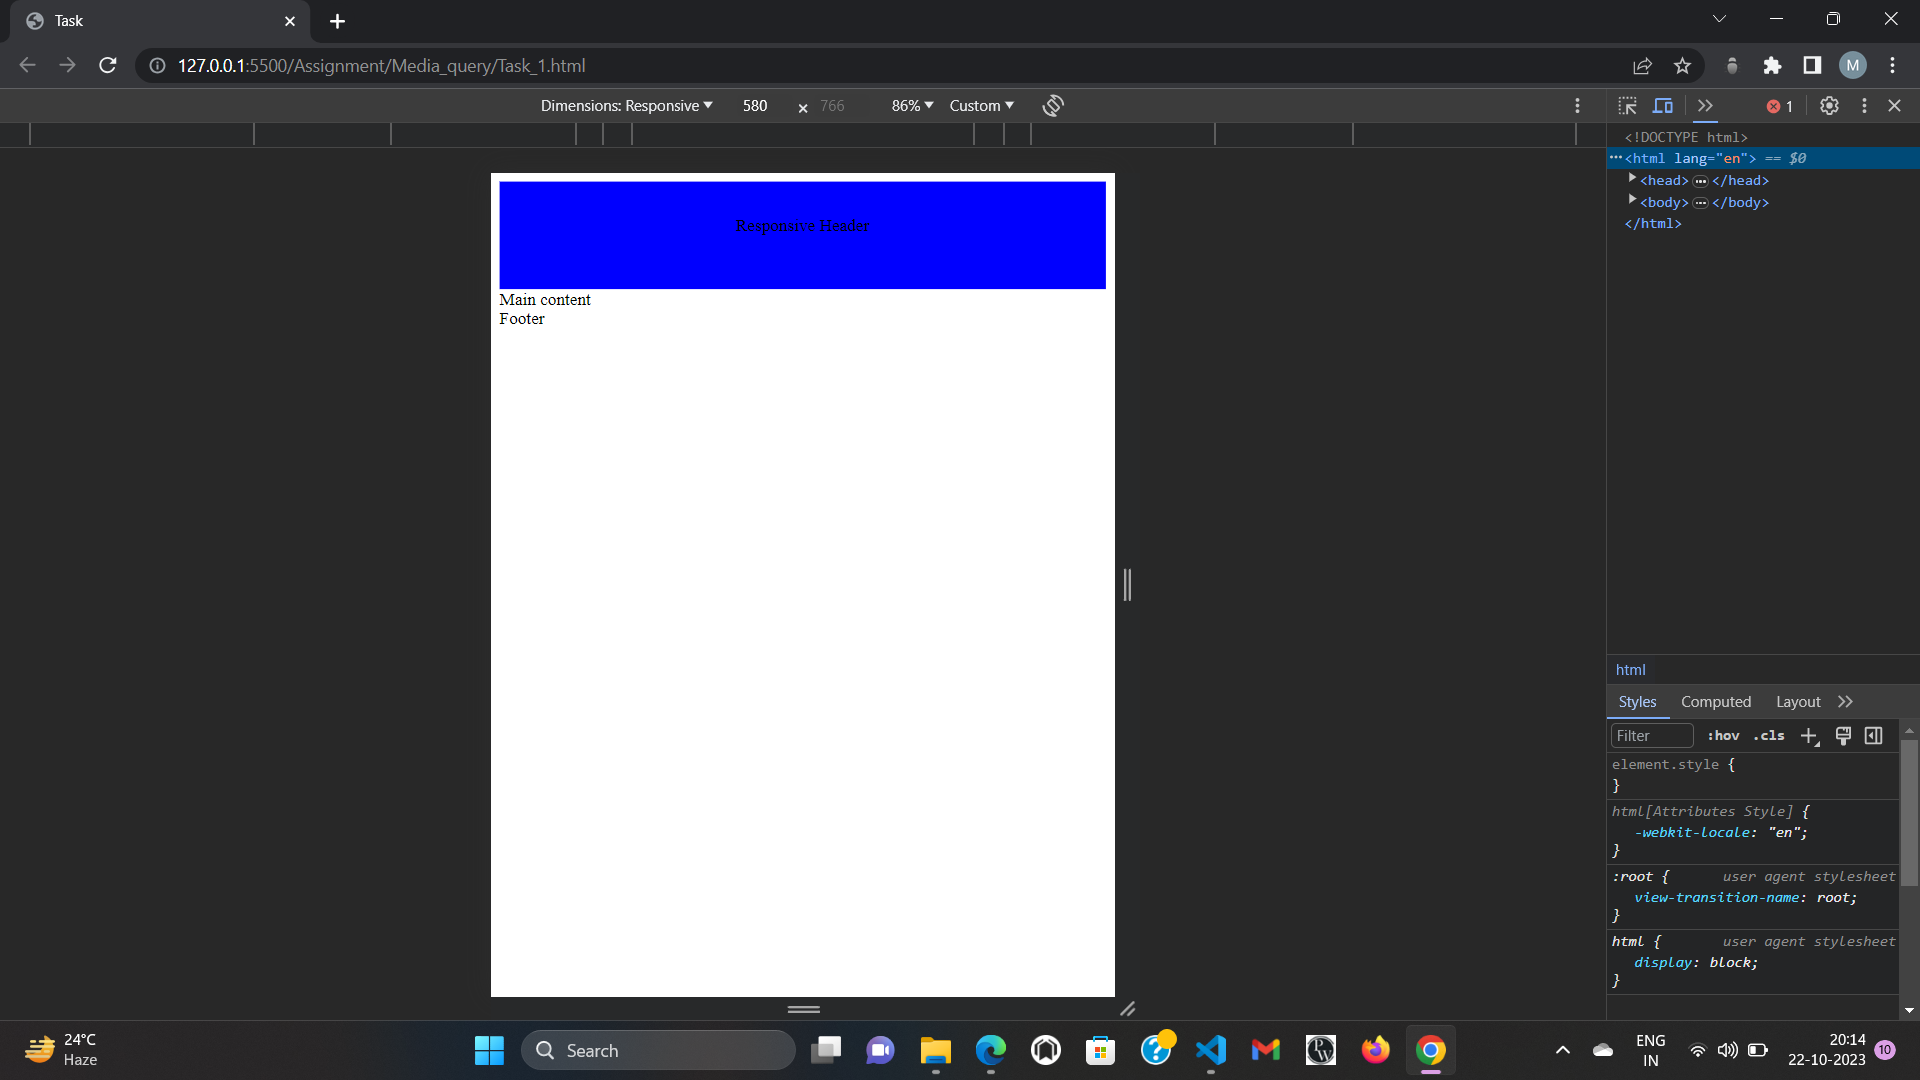 Task
127.0.0.1:5500/Assignment/Media_query/Task_1.html
M
Dimensions: Responsive 580 × 766 86% Custom
1
<!DOCTYPE html>
<html lang="en"> == $0
<head> </head>
<body> </body>
</html>
Responsive Header
Main content
Footer
html
Styles Computed Layout
Filter :hov .cls
element.style {
}
html[Attributes Style] {
-webkit-locale: "en";
}
:root { user agent stylesheet
view-transition-name: root;
}
html { user agent stylesheet
display: block;
}
24°C
Haze
Search
PW
ENG
IN
20:14
22-10-2023
10